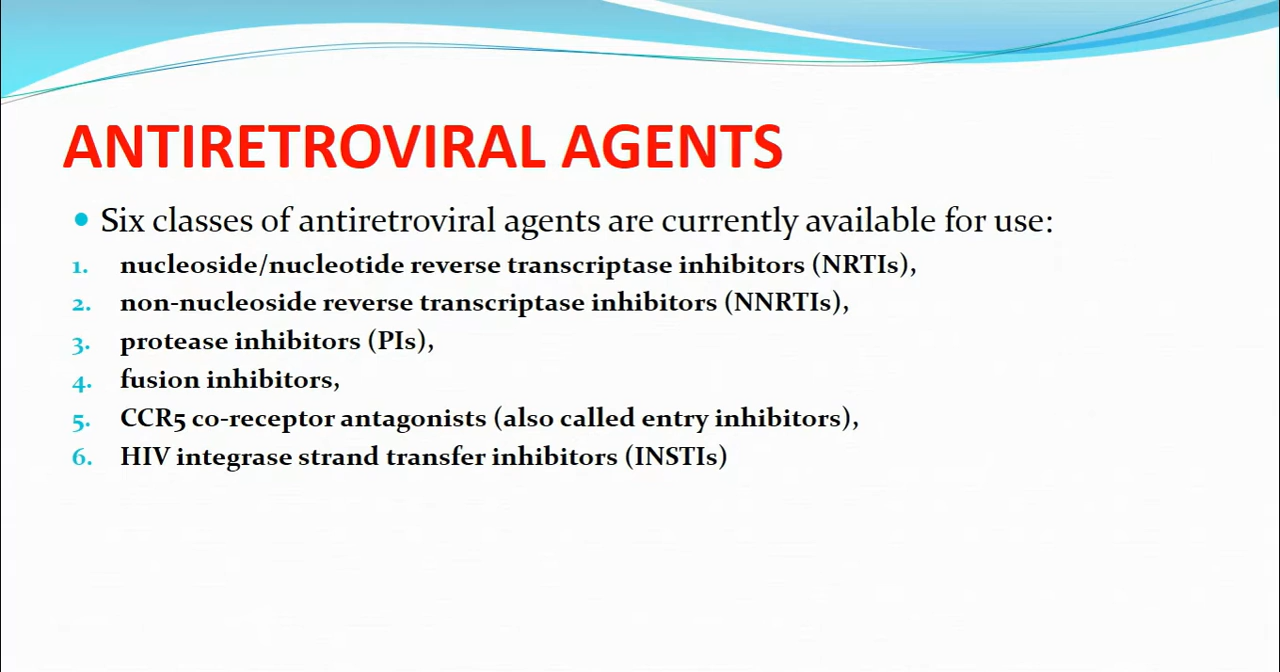 ANTIRETROVIRAL AGENTS
• Six classes of antiretroviral agents are currently available for use:
1. nucleoside/nucleotide reverse transcriptase inhibitors (NRTIs),
2. non-nucleoside reverse transcriptase inhibitors (NNRTIs),
3. protease inhibitors (PIs),
4. fusion inhibitors,
5. CCR5 co-receptor antagonists (also called entry inhibitors),
6. HIV integrase strand transfer inhibitors (INSTIs)